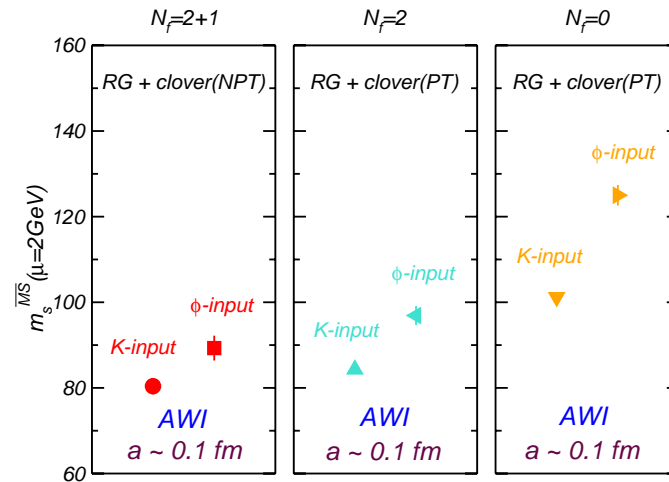 N_f=2+1 N_f=2 N_f=0
160
140
120
100
80
60
m_s^{\overline{MS}}(μ=2GeV)
RG + clover(NPT)
ϕ-input
K-input
AWI
a ~ 0.1 fm
RG + clover(PT)
ϕ-input
K-input
AWI
a ~ 0.1 fm
RG + clover(PT)
ϕ-input
K-input
AWI
a ~ 0.1 fm